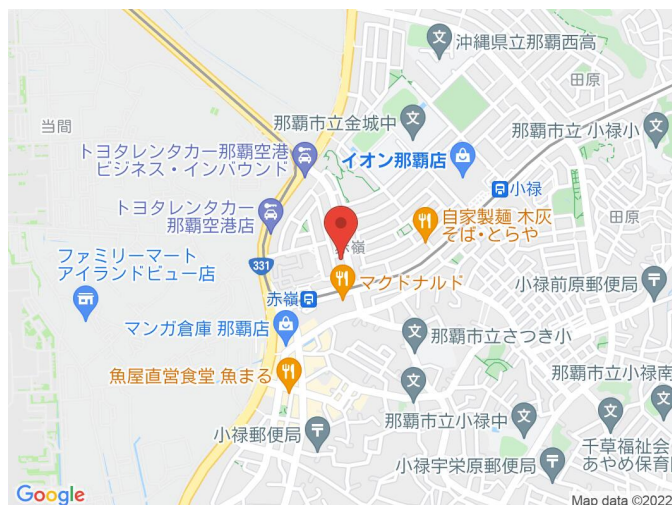 沖縄県立那覇西高
田原
当間
那覇市立金城中
那覇市立 小禄小
トヨタレンタカー那覇空港
ビジネス・インバウンド
イオン那覇店
小禄
トヨタレンタカー
那覇空港店
自家製麺 木灰
そば・とらや
田原
赤嶺
ファミリーマート
アイランドビュー店
331
マクドナルド
小禄前原郵便局
赤嶺
マンガ倉庫 那覇店
那覇市立さつき小
魚屋直営食堂 魚まる
那覇市立小禄南
小禄郵便局
那覇市立小禄中
千草福祉会
あやめ保育
小禄宇栄原郵便局
Google
Map data ©2022